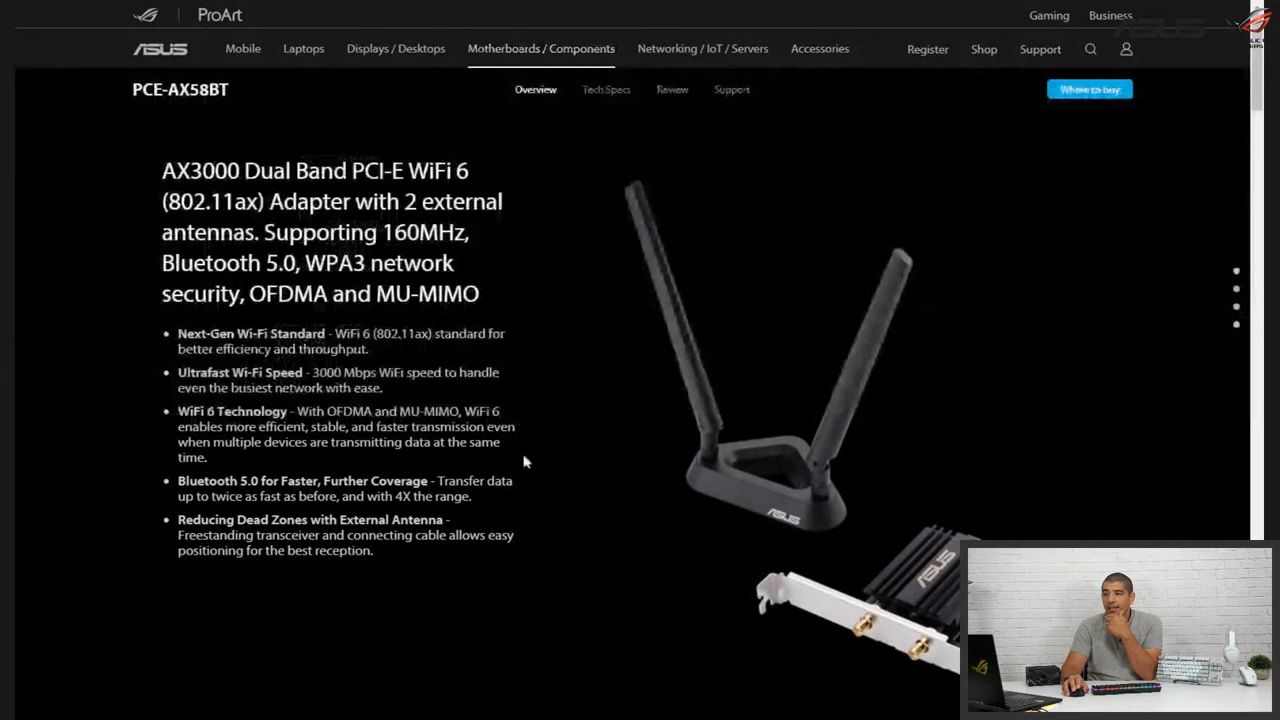 ProArt
Gaming Business
ASUS Mobile Laptops Displays / Desktops Motherboards / Components Networking / IoT / Servers Accessories Register Shop Support
PCE-AX58BT Overview Tech Specs Review Support Where to buy
AX3000 Dual Band PCI-E WiFi 6
(802.11ax) Adapter with 2 external
antennas. Supporting 160MHz,
Bluetooth 5.0, WPA3 network
security, OFDMA and MU-MIMO
• Next-Gen Wi-Fi Standard - WiFi 6 (802.11ax) standard for
better efficiency and throughput.
• Ultrafast Wi-Fi Speed - 3000 Mbps WiFi speed to handle
even the busiest network with ease.
• WiFi 6 Technology - With OFDMA and MU-MIMO, WiFi 6
enables more efficient, stable, and faster transmission even
when multiple devices are transmitting data at the same
time.
• Bluetooth 5.0 for Faster, Further Coverage - Transfer data
up to twice as fast as before, and with 4X the range.
• Reducing Dead Zones with External Antenna -
Freestanding transceiver and connecting cable allows easy
positioning for the best reception.
ASUS
ASUS